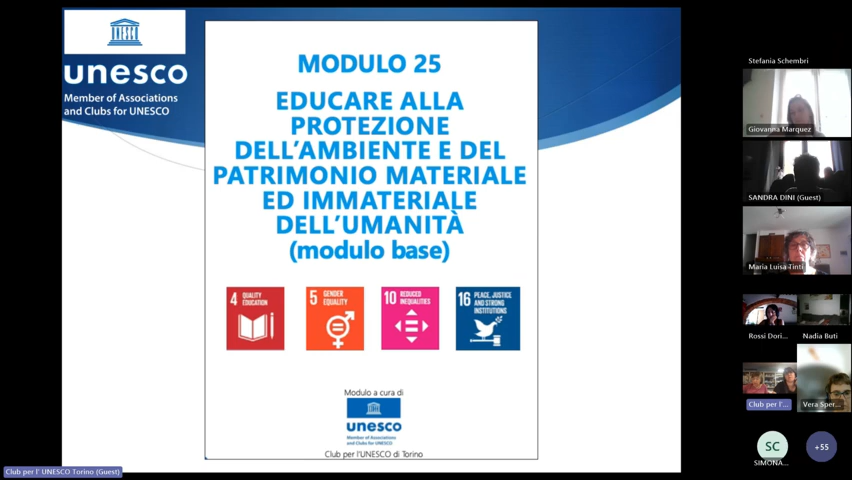 unesco
Member of Associations
and Clubs for UNESCO
MODULO 25
EDUCARE ALLA
PROTEZIONE
DELL’AMBIENTE E DEL
PATRIMONIO MATERIALE
ED IMMATERIALE
DELL’UMANITÀ
(modulo base)
4 QUALITY
EDUCATION
5 GENDER
EQUALITY
10 REDUCED
INEQUALITIES
16 PEACE, JUSTICE
AND STRONG
INSTITUTIONS
Modulo a cura di
unesco
Member of Associations
and Clubs for UNESCO
Club per l'UNESCO di Torino
Club per l' UNESCO Torino (Guest)
Stefania Schembri
Giovanna Marquez
SANDRA DINI (Guest)
Maria Luisa Tinti
Rossi Dori...
Nadia Buti
Club per l'...
Vera Sper...
SC
SIMONA...
+55